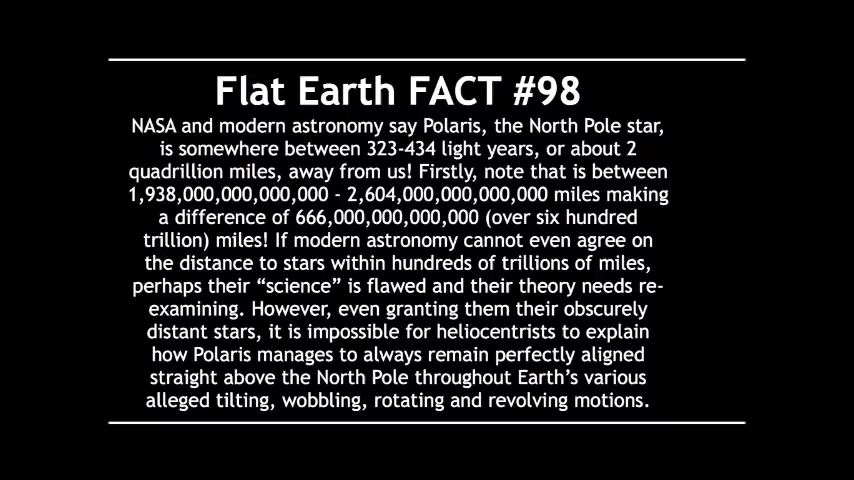 Flat Earth FACT #98
NASA and modern astronomy say Polaris, the North Pole star,
is somewhere between 323-434 light years, or about 2
quadrillion miles, away from us! Firstly, note that is between
1,938,000,000,000,000 - 2,604,000,000,000,000 miles making
a difference of 666,000,000,000,000 (over six hundred
trillion) miles! If modern astronomy cannot even agree on
the distance to stars within hundreds of trillions of miles,
perhaps their “science” is flawed and their theory needs re-
examining. However, even granting them their obscurely
distant stars, it is impossible for heliocentrists to explain
how Polaris manages to always remain perfectly aligned
straight above the North Pole throughout Earth’s various
alleged tilting, wobbling, rotating and revolving motions.